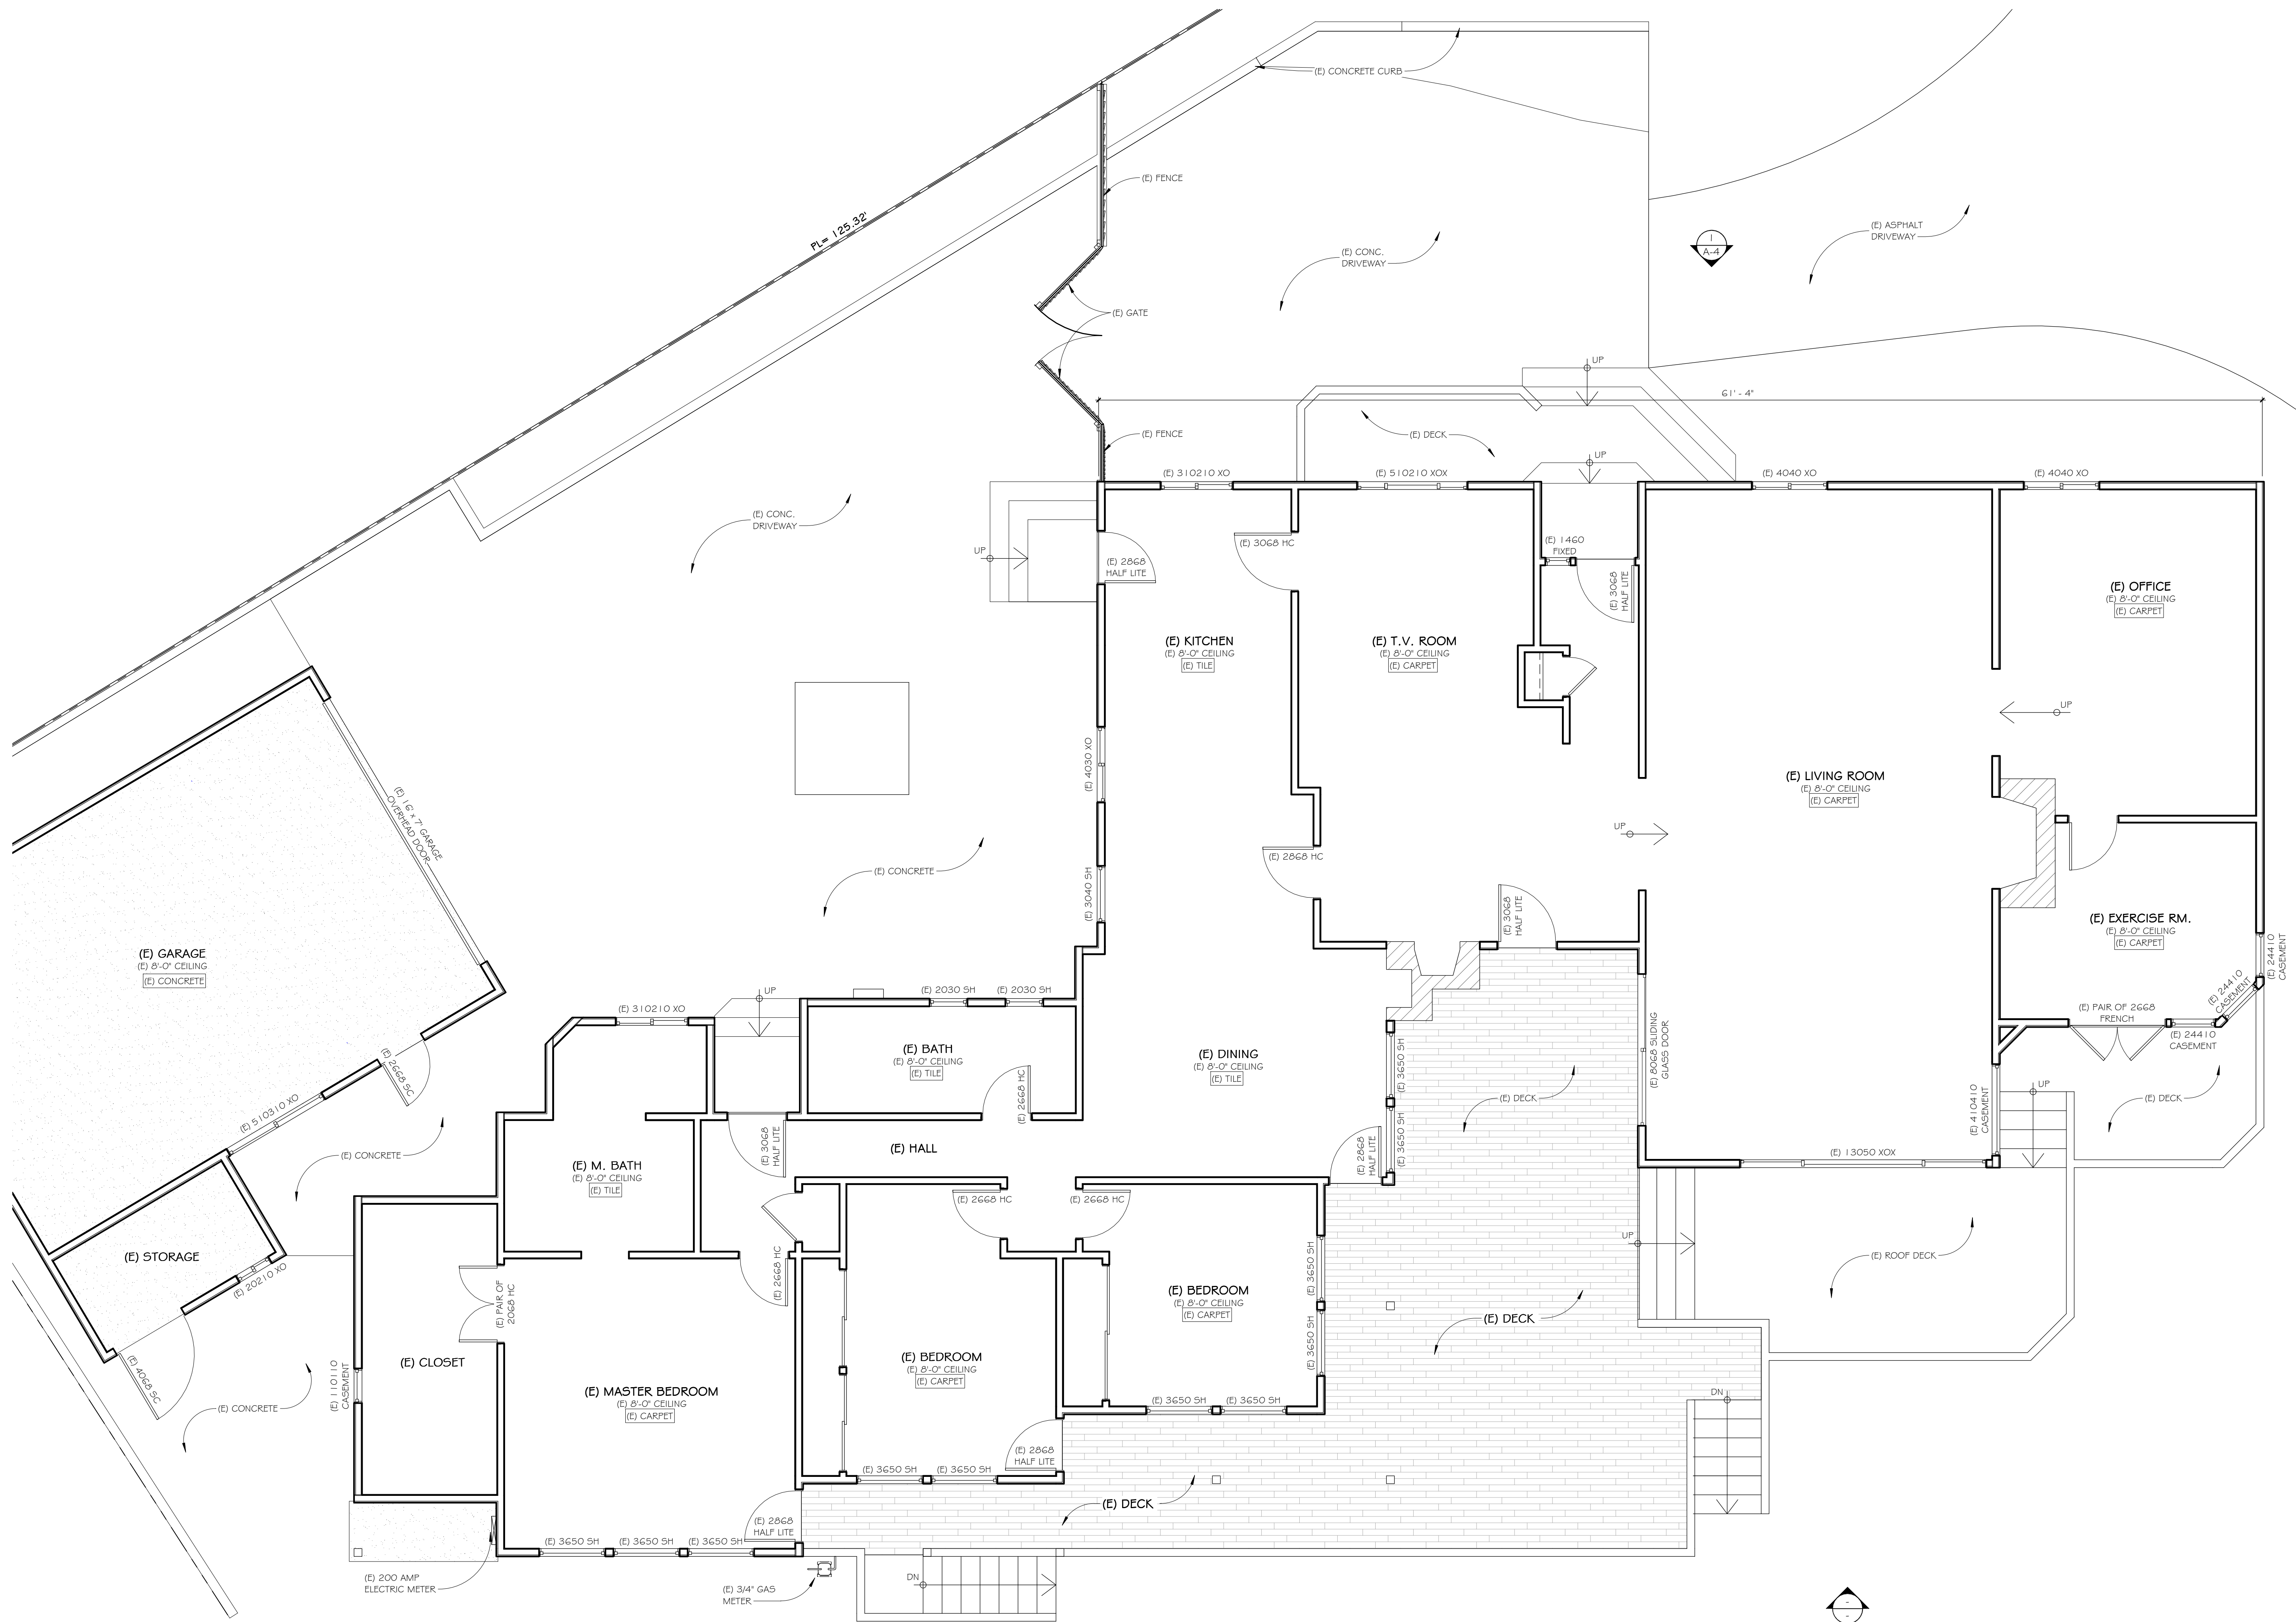 (E) CONCRETE CURB
(E) FENCE
PL= 125.32'
(E) CONC.
DRIVEWAY
(E) ASPHALT
DRIVEWAY
1
A-4
(E) GATE
UP
61' - 4"
(E) FENCE
(E) DECK
UP
(E) 310210 XO
(E) 510210 XOX
(E) 4040 XO
(E) 4040 XO
(E) CONC.
DRIVEWAY
UP
(E) 2868
HALF LITE
(E) 3068 HC
(E) 1460
FIXED
(E) 3068
HALF LITE
(E) OFFICE
(E) 8'-0" CEILING
(E) CARPET
(E) KITCHEN
(E) 8'-0" CEILING
(E) TILE
(E) T.V. ROOM
(E) 8'-0" CEILING
(E) CARPET
UP
(E) 4030 XO
(E) LIVING ROOM
(E) 8'-0" CEILING
(E) CARPET
(E) 16' x 7' GARAGE
OVERHEAD DOOR
UP
(E) 2868 HC
(E) CONCRETE
(E) 3040 SH
(E) 3068
HALF LITE
(E) EXERCISE RM.
(E) 8'-0" CEILING
(E) CARPET
(E) GARAGE
(E) 8'-0" CEILING
(E) CONCRETE
(E) 24410
CASEMENT
(E) 24410
CASEMENT
UP
(E) 2030 SH
(E) 2030 SH
(E) 310210 XO
(E) PAIR OF 2668
FRENCH
(E) 24410
CASEMENT
(E) 8068 SLIDING
GLASS DOOR
(E) BATH
(E) 8'-0" CEILING
(E) TILE
(E) DINING
(E) 8'-0" CEILING
(E) TILE
(E) 3650 SH
(E) 2668 SC
(E) 2668 HC
(E) DECK
(E) 410410
CASEMENT
UP
(E) DECK
(E) 510310 XO
(E) 3650 SH
(E) CONCRETE
(E) 3068
HALF LITE
(E) HALL
(E) 2868
HALF LITE
(E) 13050 XOX
(E) M. BATH
(E) 8'-0" CEILING
(E) TILE
(E) 2668 HC
(E) 2668 HC
UP
(E) STORAGE
(E) 20210 XO
(E) ROOF DECK
(E) 2668 HC
(E) 3650 SH
(E) PAIR OF
2068 HC
(E) BEDROOM
(E) 8'-0" CEILING
(E) CARPET
(E) DECK
(E) 3650 SH
(E) CLOSET
(E) BEDROOM
(E) 8'-0" CEILING
(E) CARPET
(E) 4068 SC
(E) 110110
CASEMENT
(E) MASTER BEDROOM
(E) 8'-0" CEILING
(E) CARPET
(E) CONCRETE
(E) 3650 SH
(E) 3650 SH
DN
(E) 2868
HALF LITE
(E) 3650 SH
(E) 3650 SH
(E) DECK
(E) 2868
HALF LITE
(E) 3650 SH
(E) 3650 SH
(E) 3650 SH
(E) 200 AMP
ELECTRIC METER
(E) 3/4" GAS
METER
DN
-
-